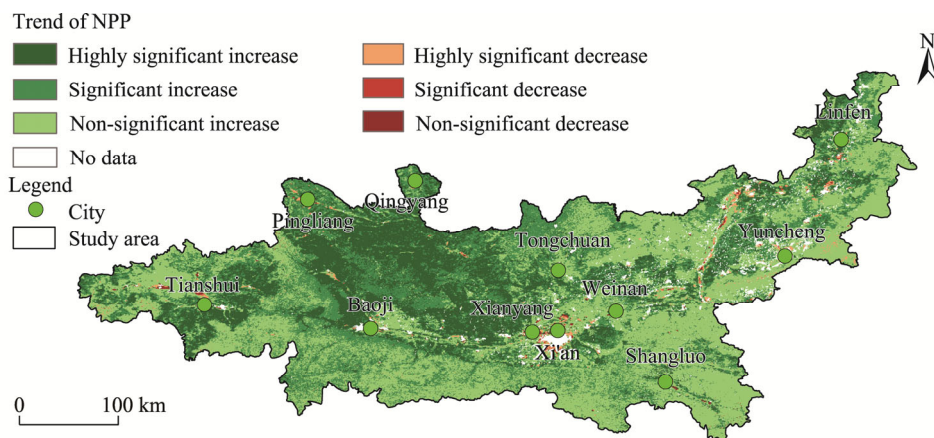 Trend of NPP
Highly significant increase
Highly significant decrease
Significant increase
Significant decrease
Non-significant increase
Non-significant decrease
No data
Legend
City
Study area
N
Linfen
Qingyang
Pingliang
Tongchuan
Yuncheng
Tianshui
Weinan
Baoji
Xianyang
Xi'an
Shangluo
0 100 km